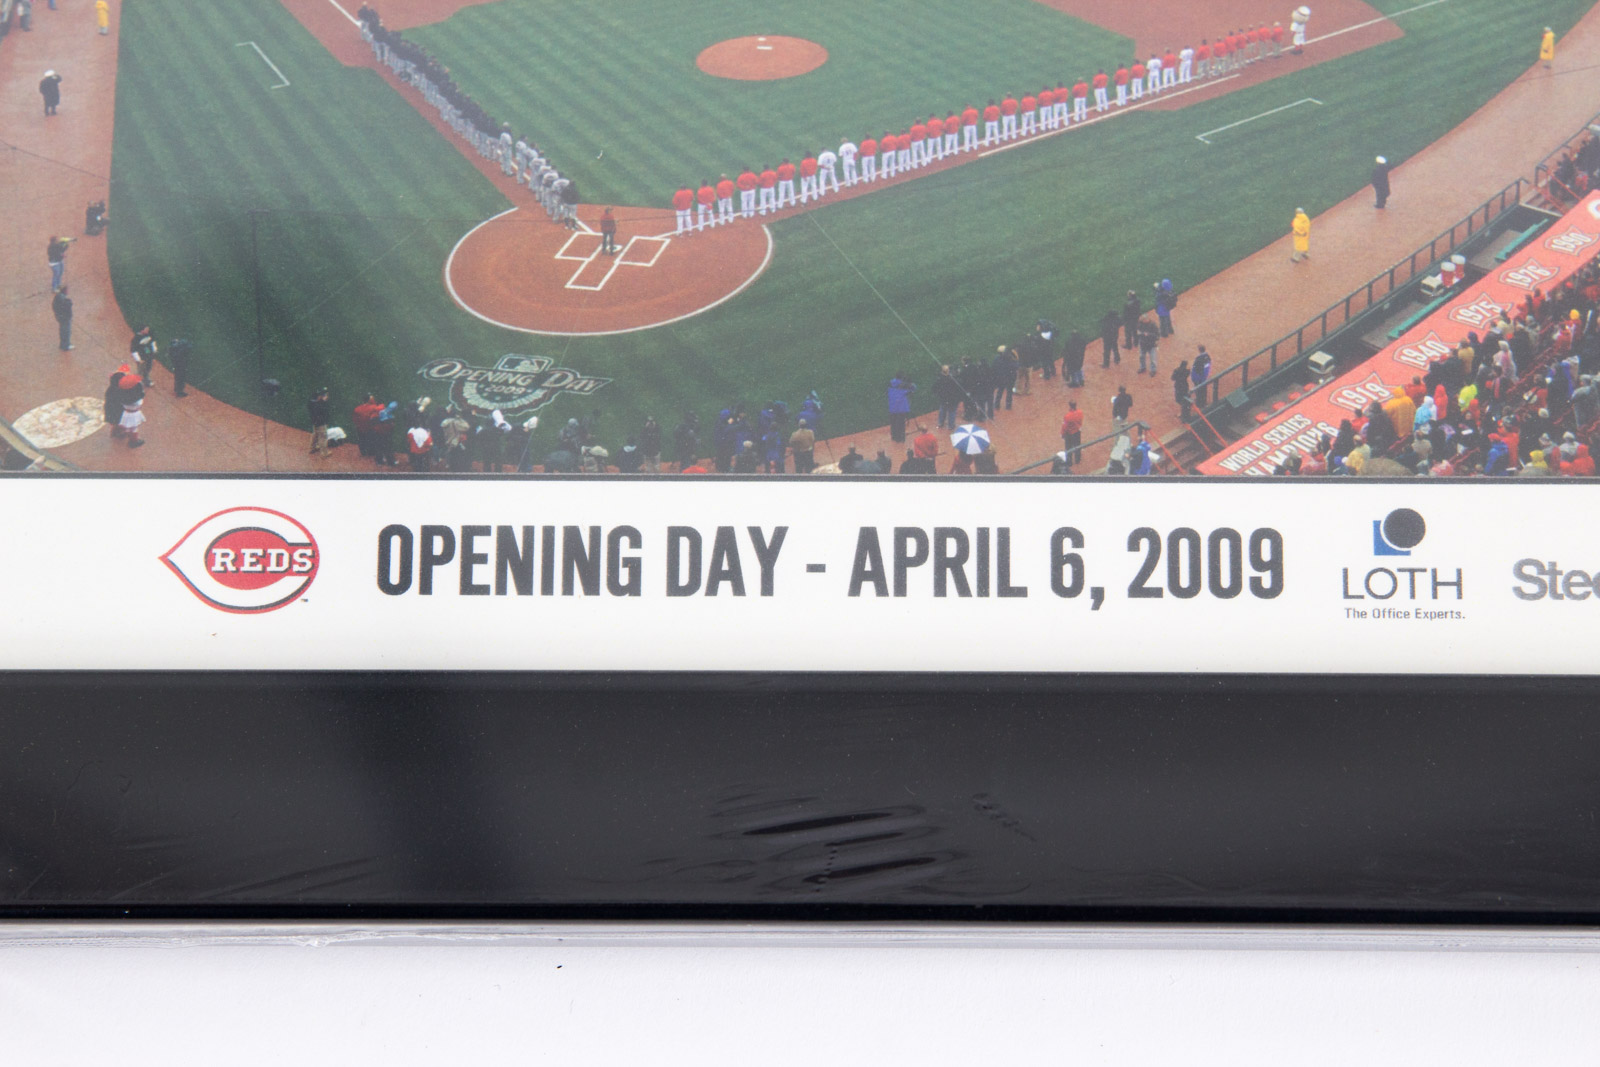 OPENING DAY
2009
1990
1976
1975
1940
1919
WORLD SERIES
REDS
OPENING DAY - APRIL 6, 2009
LOTH
The Office Experts.